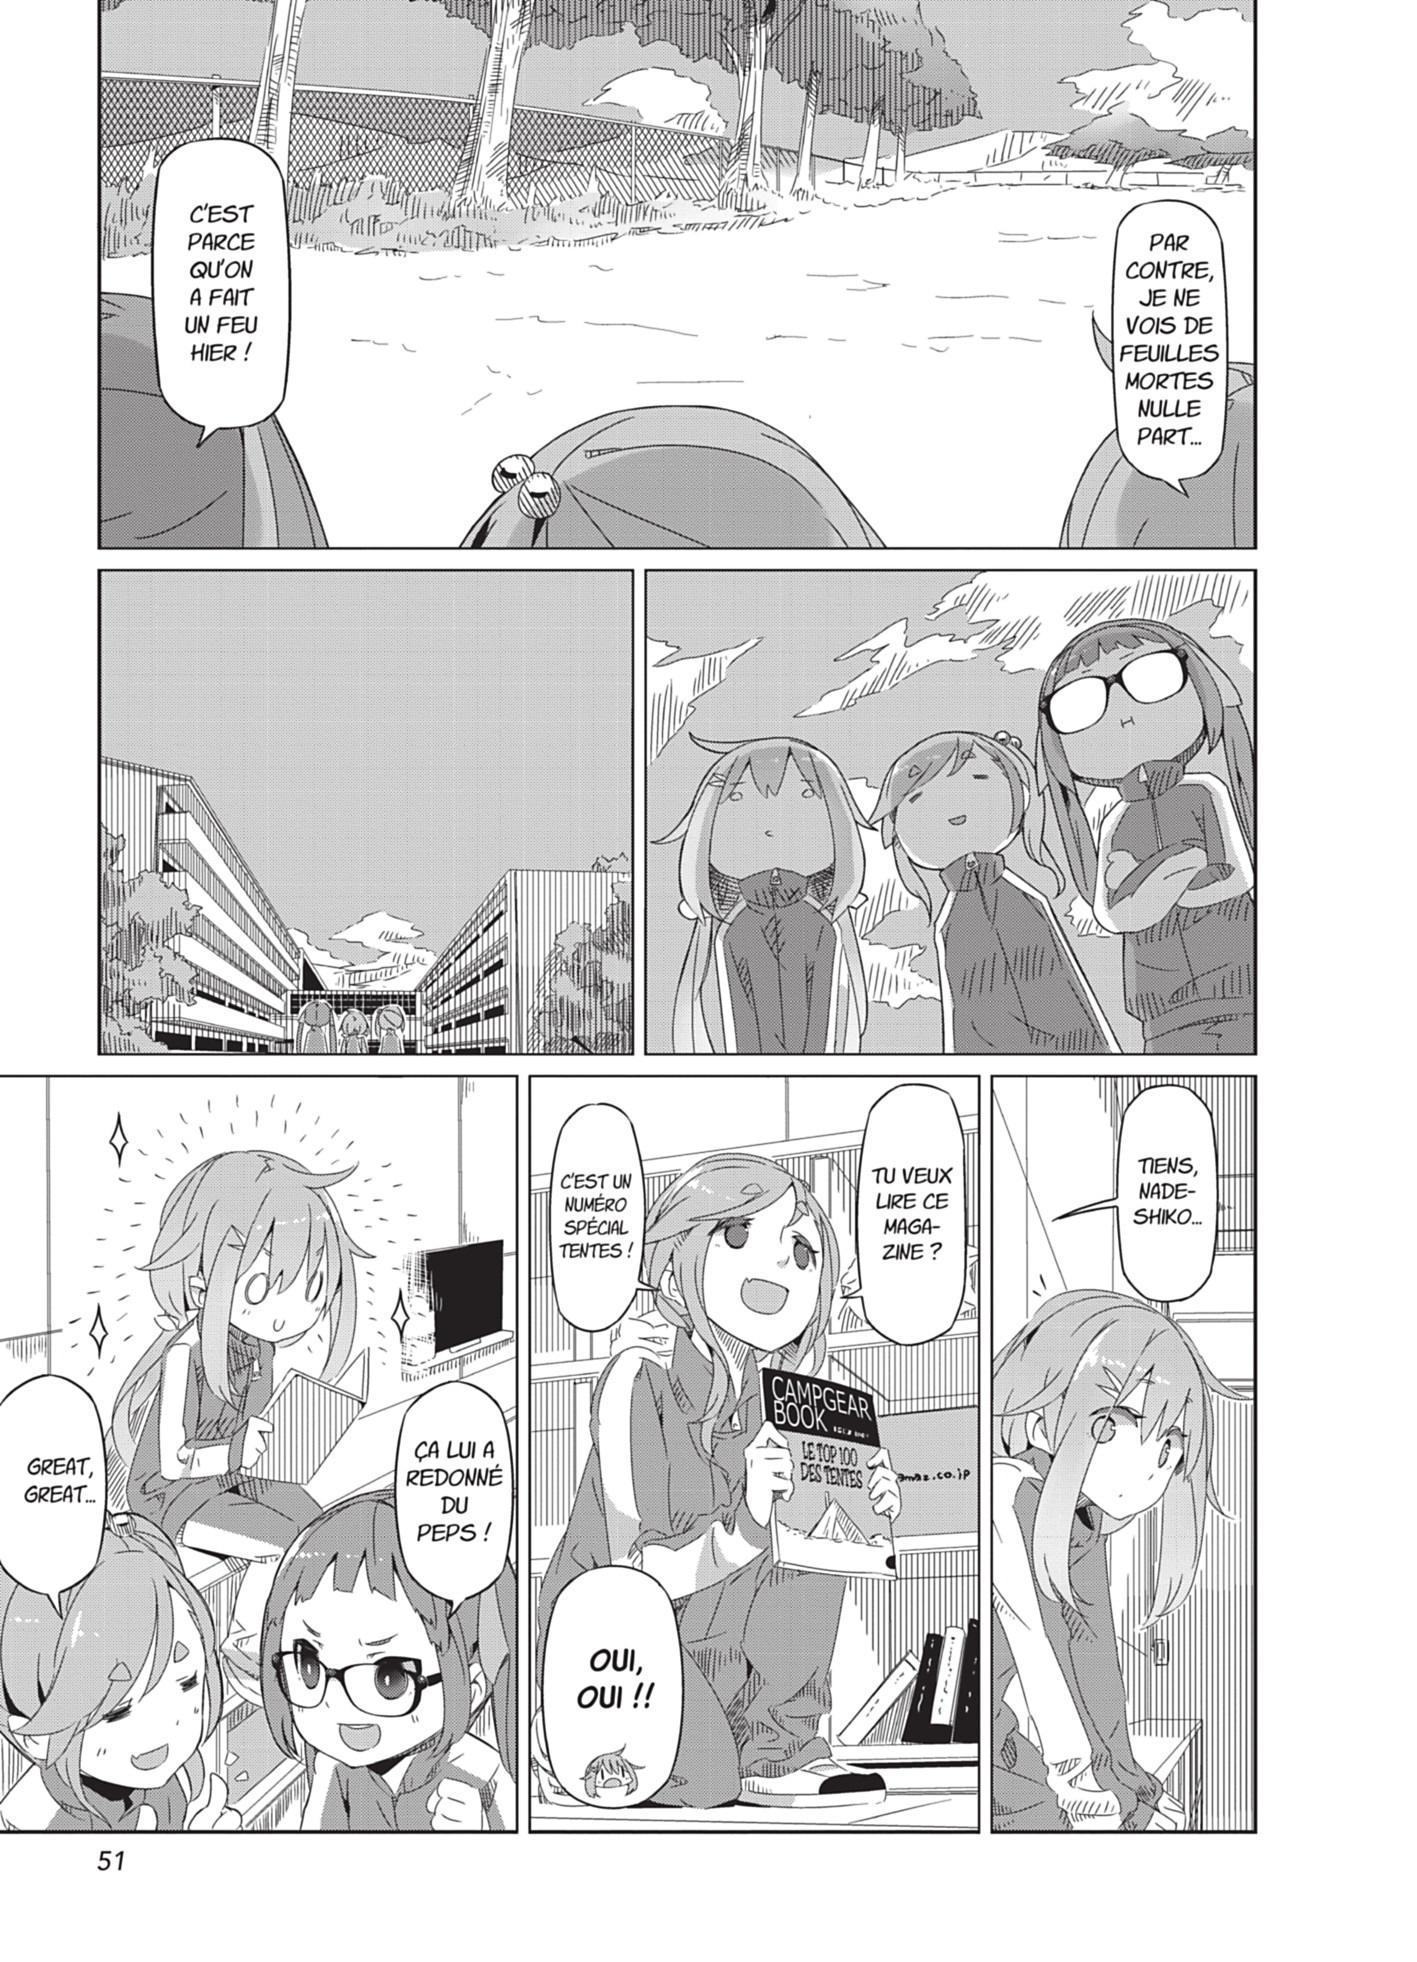 PAR
CONTRE,
JE NE
VOIS DE
FEUILLES
MORTES
NULLE
PART...
C'EST
PARCE
QU'ON
A FAIT
UN FEU
HIER !
TIENS,
NADE-
SHIKO...
TU VEUX
LIRE CE
MAGA-
ZINE ?
C'EST UN
NUMÉRO
SPÉCIAL
TENTES !
CAMPGEAR
BOOK
LE TOP 100
DES TENTES
.co.jp
OUI,
OUI !!
ÇA LUI A
REDONNÉ
DU
PEPS !
GREAT,
GREAT...
51